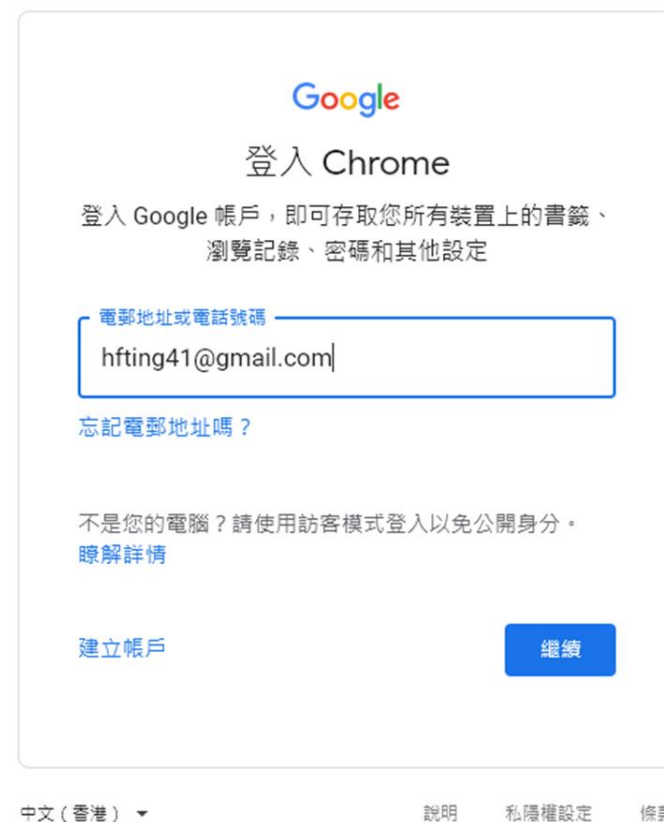 Google
登入 Chrome
登入 Google 帳戶，即可存取您所有裝置上的書籤、
瀏覽記錄、密碼和其他設定
電郵地址或電話號碼
hfting41@gmail.com
忘記電郵地址嗎？
不是您的電腦？請使用訪客模式登入以免公開身分。
瞭解詳情
建立帳戶
繼續
中文（香港）
說明
私隱權設定
條款